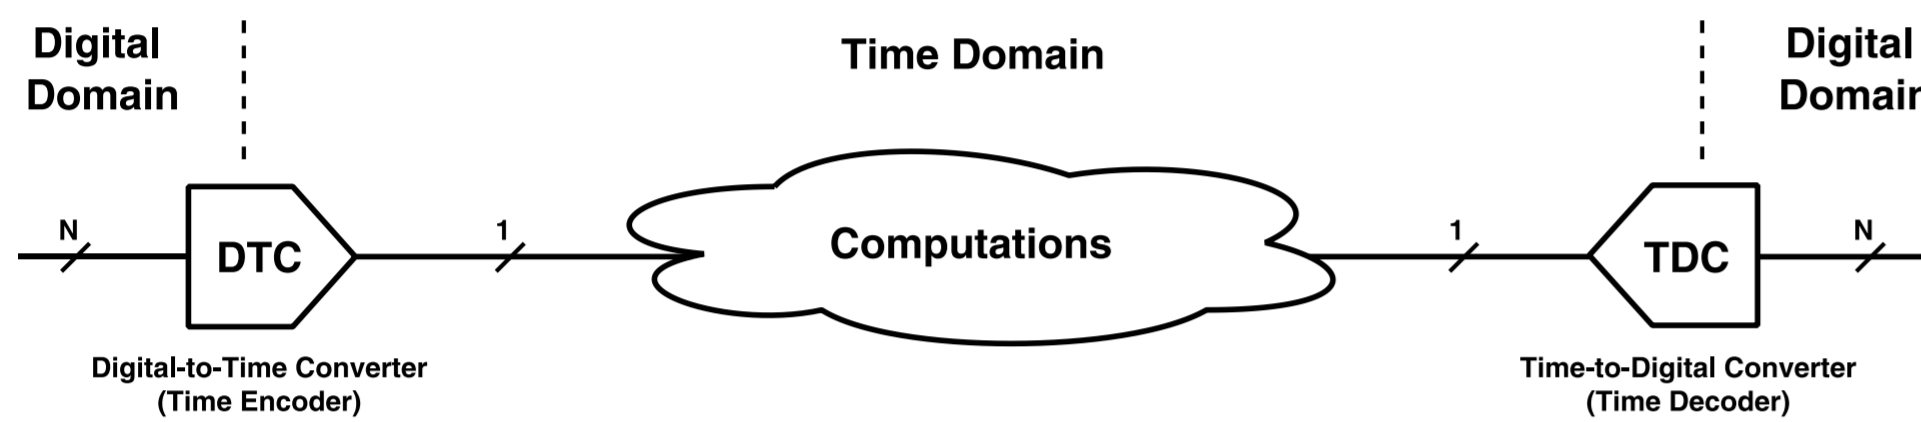 Digital
Domain
Time Domain
Digital
Domain
N
DTC
1
Computations
1
TDC
N
Digital-to-Time Converter
(Time Encoder)
Time-to-Digital Converter
(Time Decoder)